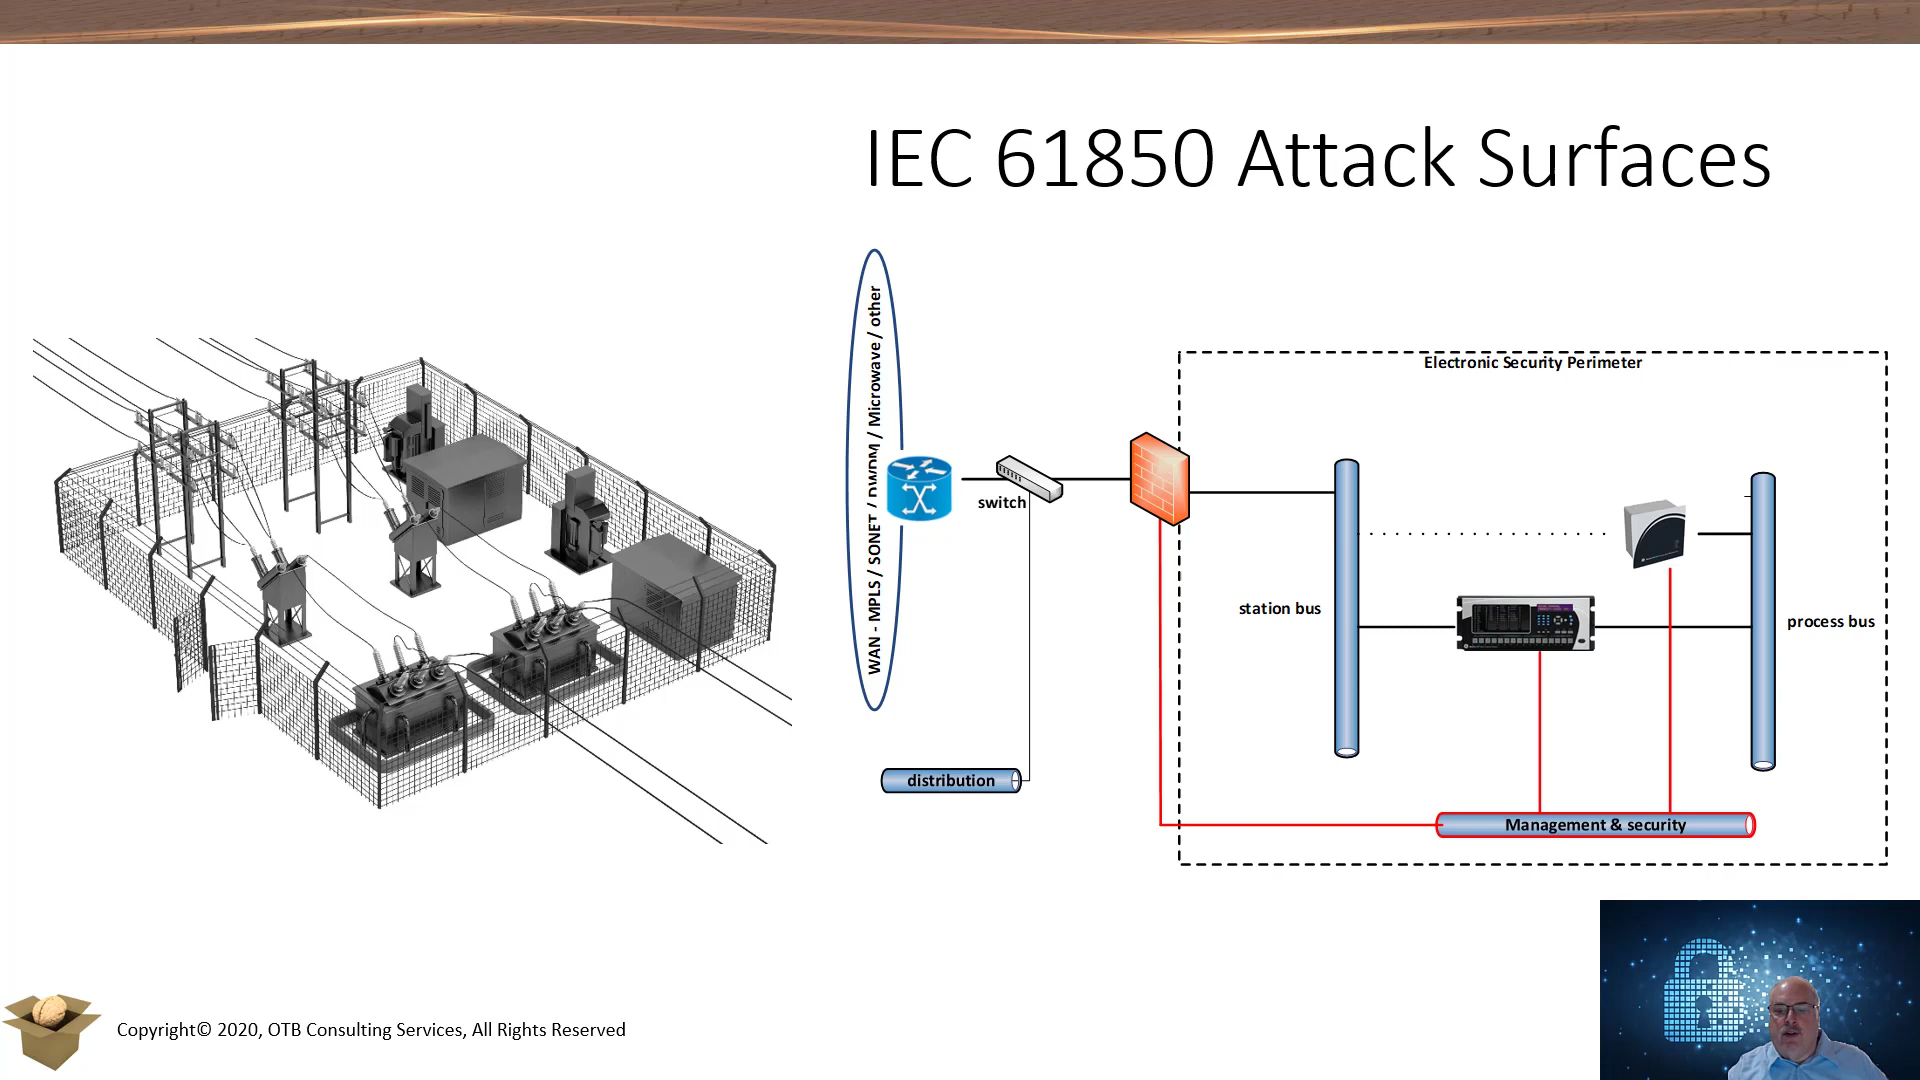 IEC 61850 Attack Surfaces
WAN - MPLS / SONET / DWDM / Microwave / other
Electronic Security Perimeter
switch
station bus
process bus
distribution
Management & security
Copyright© 2020, OTB Consulting Services, All Rights Reserved